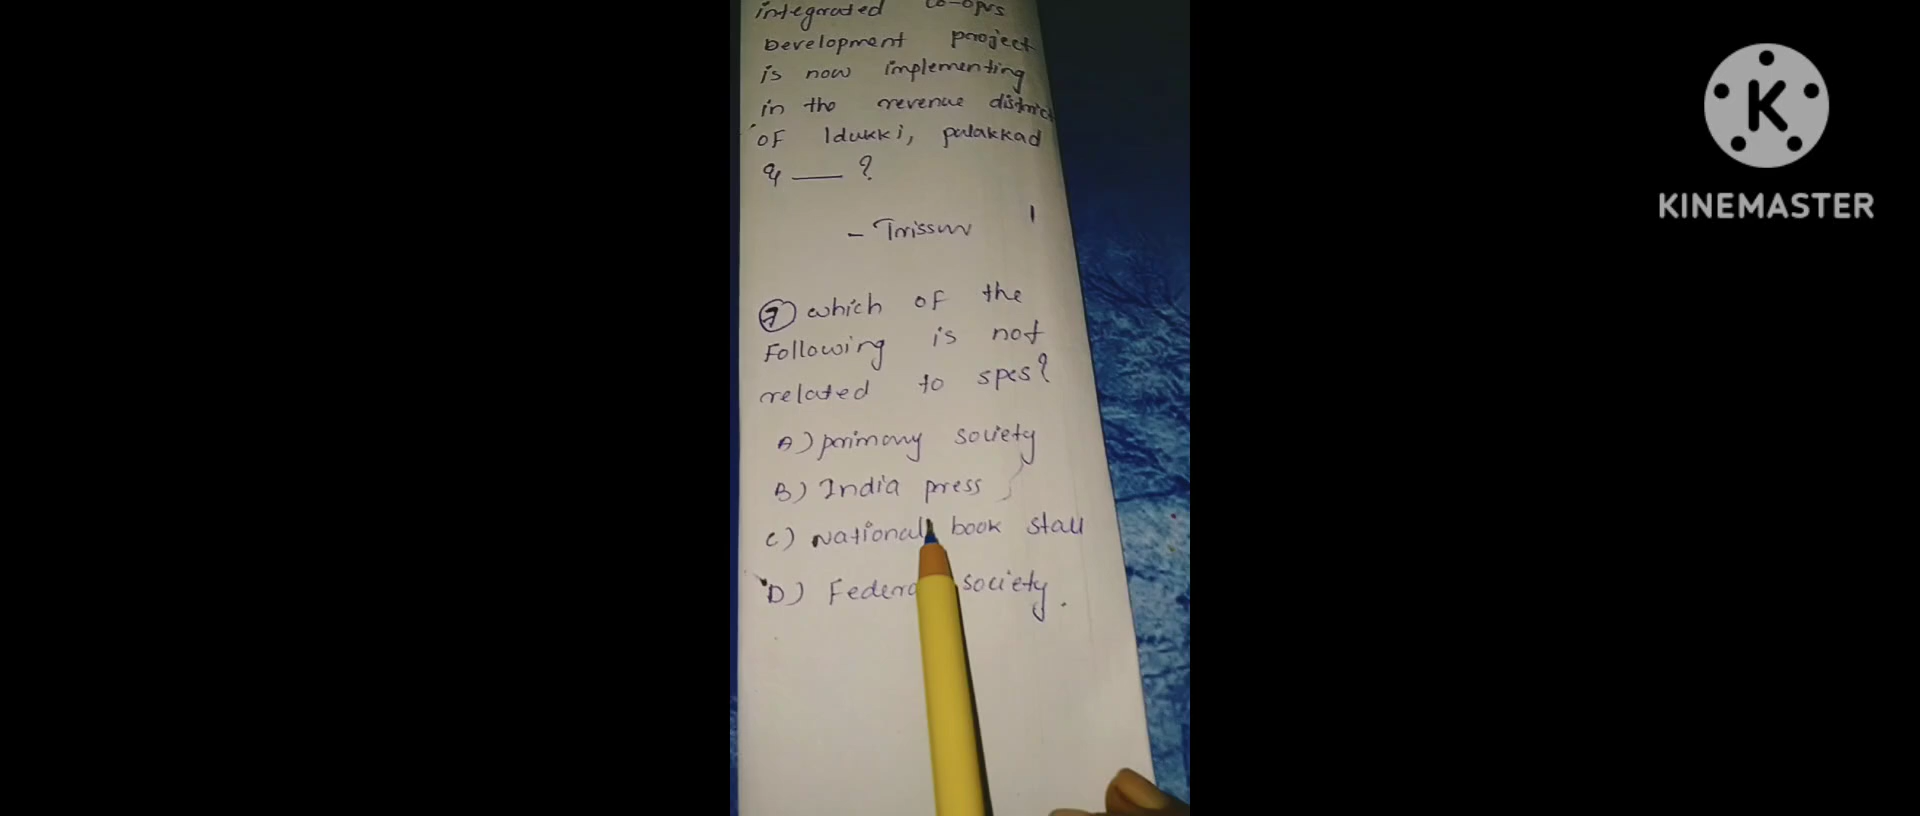 integrated co-oprs
Development project
is now implementing
in the revenue district
of Idukki, palakkad
& ___ ?
- Trissur
7 which of the
Following is not
related to spcs?
A) primary society
B) India press
C) National book stall
D) Federal society.
K
KINEMASTER